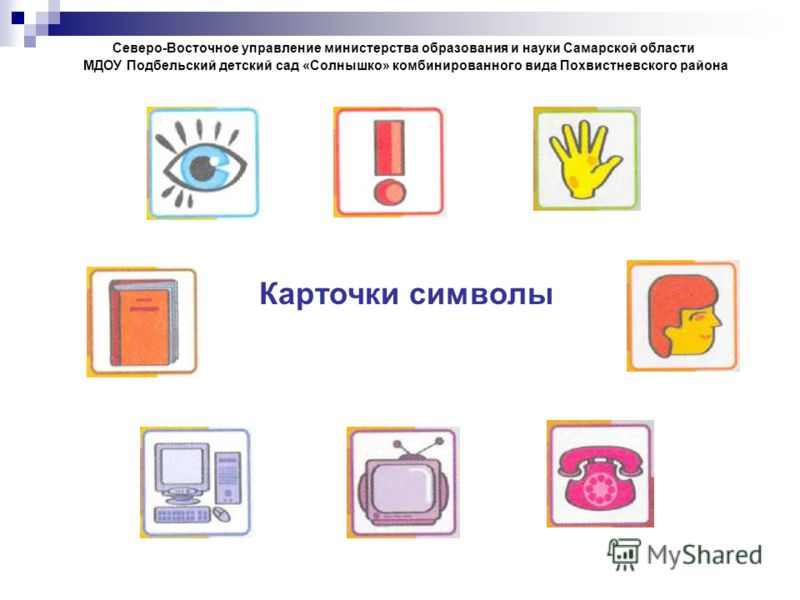 Северо-Восточное управление министерства образования и науки Самарской области
МДОУ Подбельский детский сад «Солнышко» комбинированного вида Похвистневского района
Карточки символы
MyShared